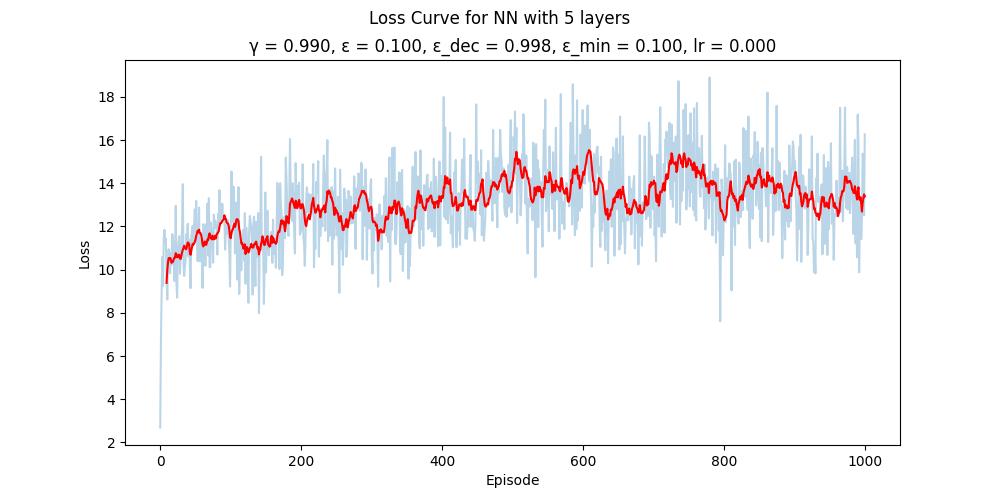 Loss Curve for NN with 5 layers
γ = 0.990, ε = 0.100, ε_dec = 0.998, ε_min = 0.100, lr = 0.000
18
16
14
12
10
8
6
4
2
Loss
0 200 400 600 800 1000
Episode